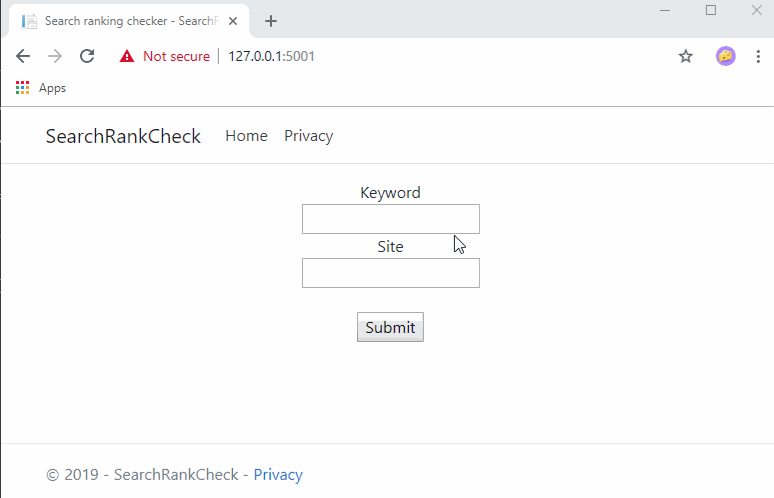 Search ranking checker - Search
Not secure | 127.0.0.1:5001
Apps
SearchRankCheck Home Privacy
Keyword
Site
Submit
© 2019 - SearchRankCheck - Privacy